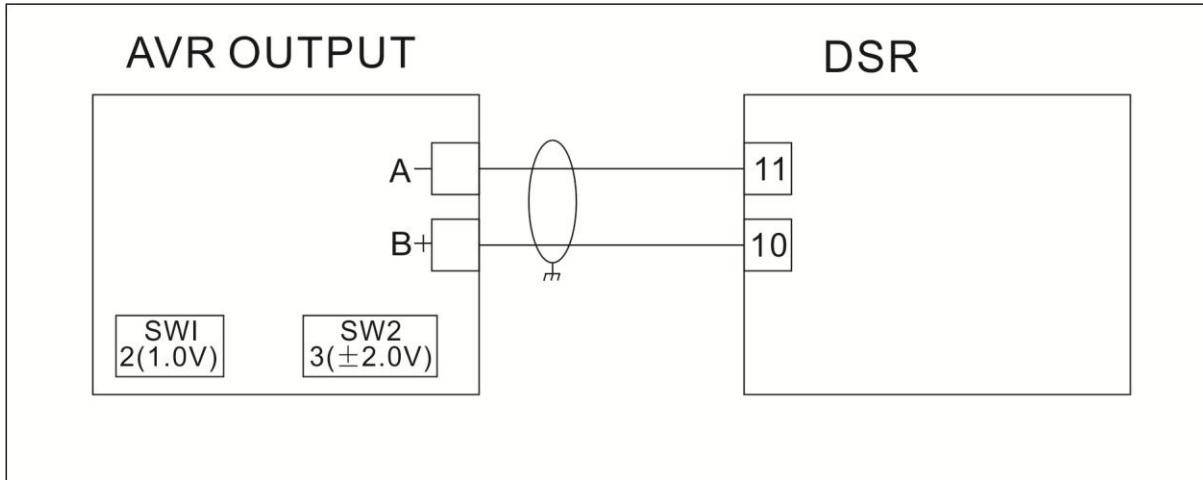 AVR OUTPUT
DSR
A−
11
B+
10
SWI
2(1.0V)
SW2
3(±2.0V)